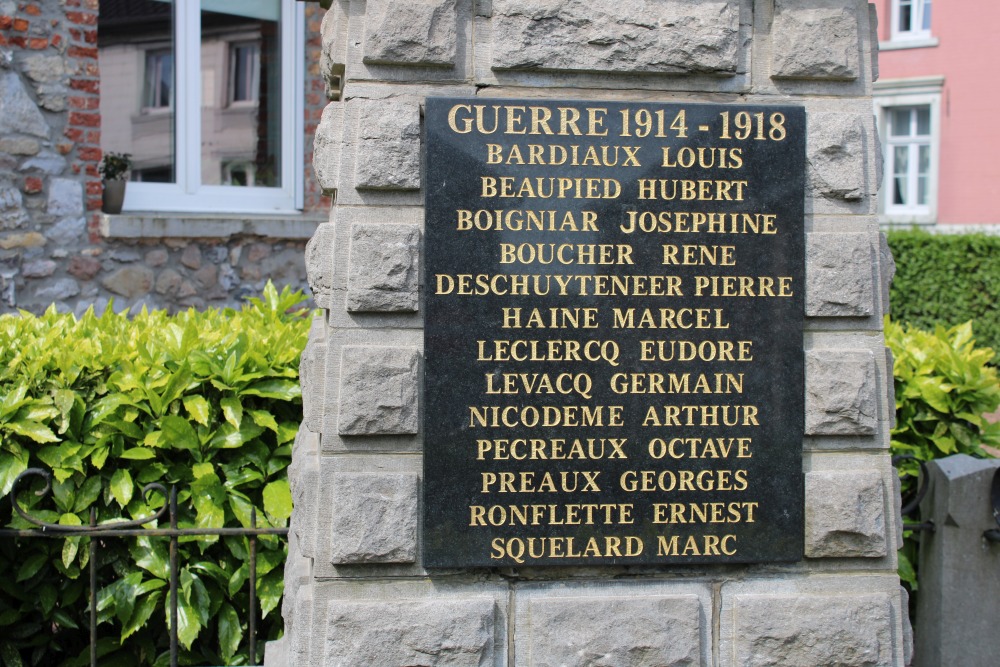 GUERRE 1914 - 1918
BARDIAUX LOUIS
BEAUPIED HUBERT
BOIGNIAR JOSEPHINE
BOUCHER RENE
DESCHUYTENEER PIERRE
HAINE MARCEL
LECLERCQ EUDORE
LEVACQ GERMAIN
NICODEME ARTHUR
PECREAUX OCTAVE
PREAUX GEORGES
RONFLETTE ERNEST
SQUELARD MARC